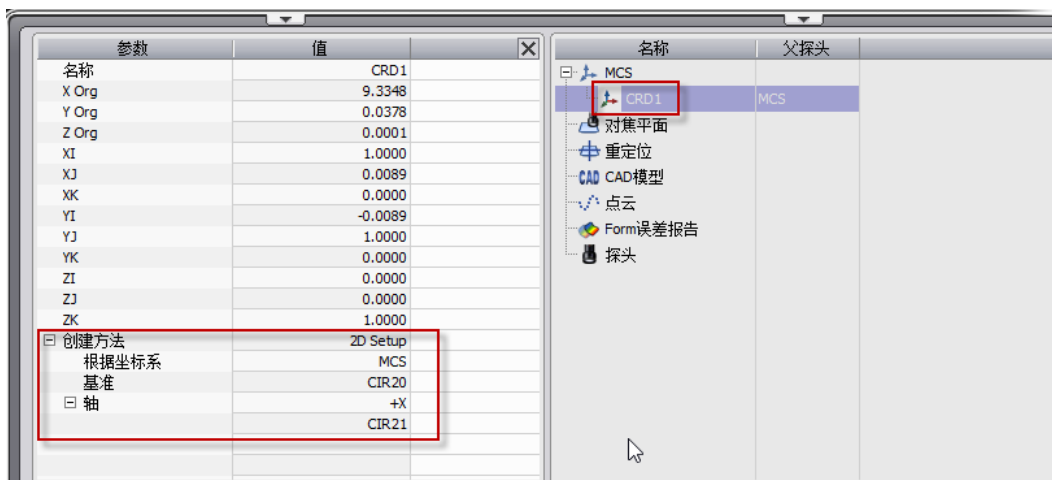 参数 值
名称 CRD1
X Org 9.3348
Y Org 0.0378
Z Org 0.0001
XI 1.0000
XJ 0.0089
XK 0.0000
YI -0.0089
YJ 1.0000
YK 0.0000
ZI 0.0000
ZJ 0.0000
ZK 1.0000
创建方法 2D Setup
根据坐标系 MCS
基准 CIR20
轴 +X
CIR21
名称 父探头
MCS
CRD1 MCS
对焦平面
重定位
CAD CAD模型
点云
Form误差报告
探头